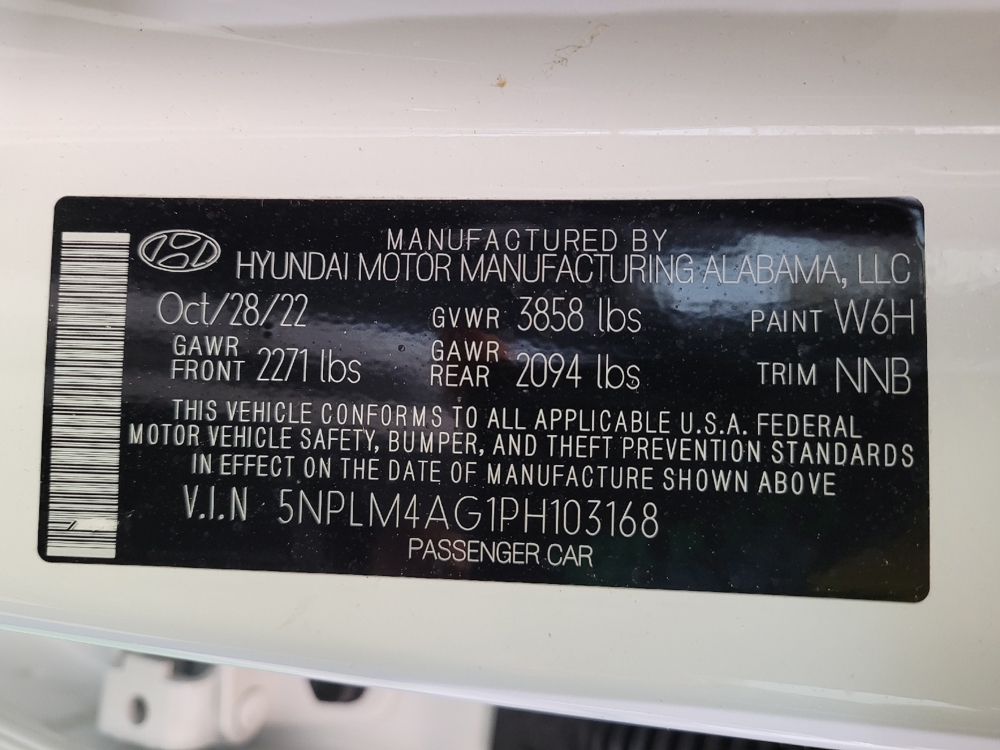 MANUFACTURED BY
HYUNDAI MOTOR MANUFACTURING ALABAMA, LLC
Oct/28/22 GVWR 3858 lbs PAINT W6H
GAWR FRONT 2271 lbs GAWR REAR 2094 lbs TRIM NNB
THIS VEHICLE CONFORMS TO ALL APPLICABLE U.S.A. FEDERAL
MOTOR VEHICLE SAFETY, BUMPER, AND THEFT PREVENTION STANDARDS
IN EFFECT ON THE DATE OF MANUFACTURE SHOWN ABOVE
V.I.N 5NPLM4AG1PH103168
PASSENGER CAR